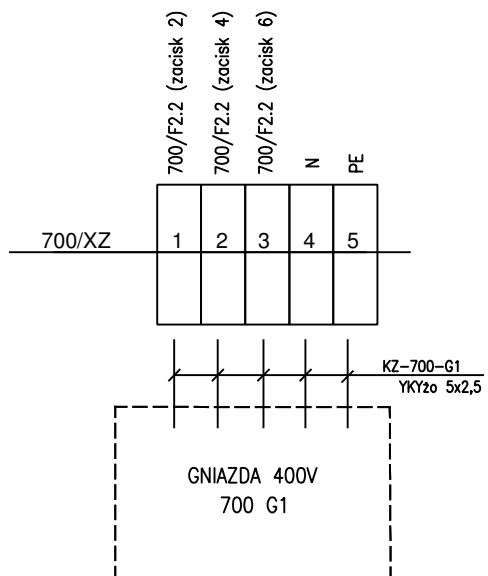 700/F2.2 (zacisk 2)
700/F2.2 (zacisk 4)
700/F2.2 (zacisk 6)
N
PE
700/XZ
1
2
3
4
5
KZ-700-G1
YKYżo 5x2,5
GNIAZDA 400V
700 G1